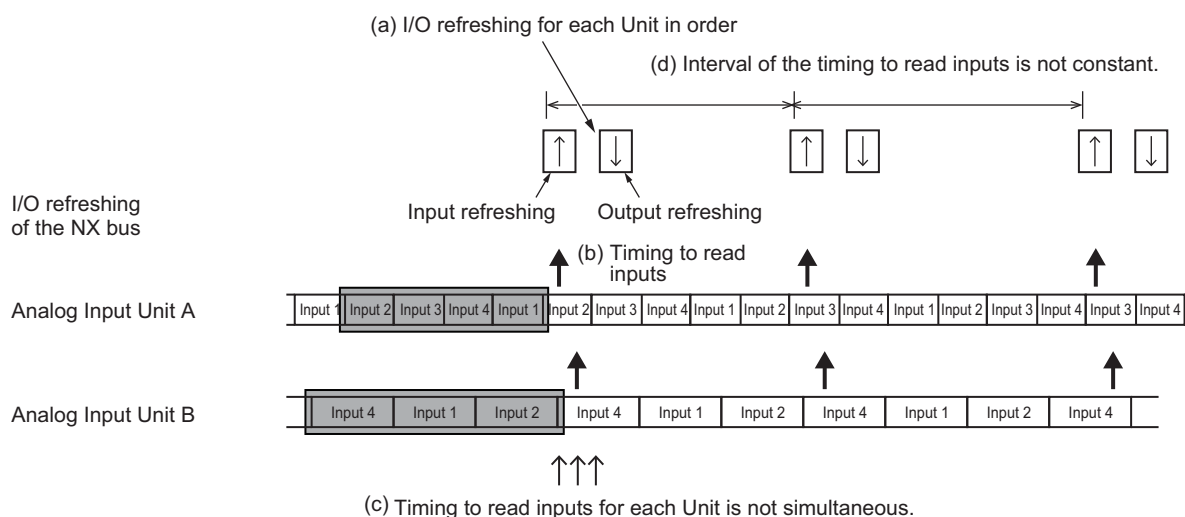 (a) I/O refreshing for each Unit in order
(d) Interval of the timing to read inputs is not constant.
I/O refreshing
of the NX bus
Input refreshing
Output refreshing
(b) Timing to read
inputs
Analog Input Unit A
Input 1 Input 2 Input 3 Input 4 Input 1 Input 2 Input 3 Input 4 Input 1 Input 2 Input 3 Input 4 Input 1 Input 2 Input 3 Input 4 Input 3 Input 4
Analog Input Unit B
Input 4 Input 1 Input 2 Input 4 Input 1 Input 2 Input 4 Input 1 Input 2 Input 4
(c) Timing to read inputs for each Unit is not simultaneous.